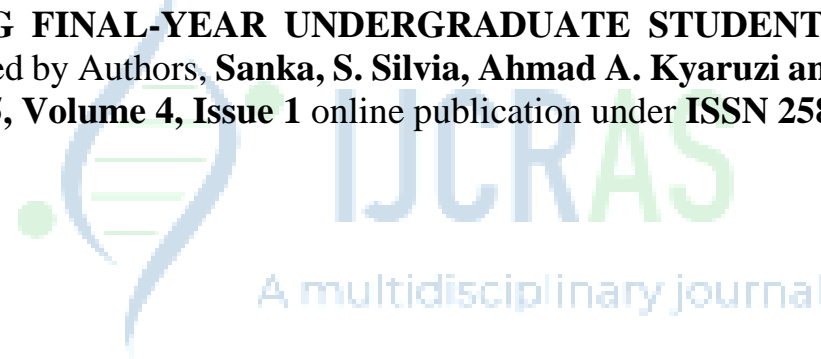 G FINAL-YEAR UNDERGRADUATE STUDENT
ed by Authors, Sanka, S. Silvia, Ahmad A. Kyaruzi an
5, Volume 4, Issue 1 online publication under ISSN 258
IJCRAS
A multidisciplinary journal